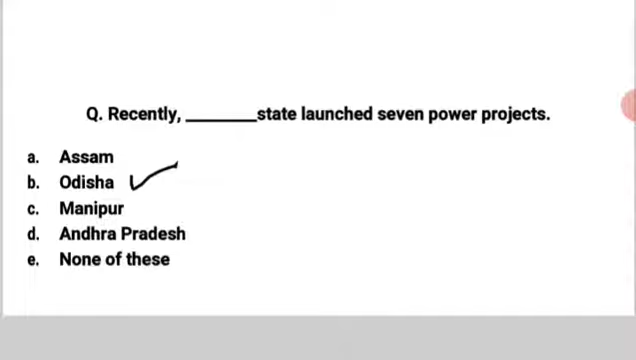 Q. Recently, ________state launched seven power projects.
a. Assam
b. Odisha
c. Manipur
d. Andhra Pradesh
e. None of these